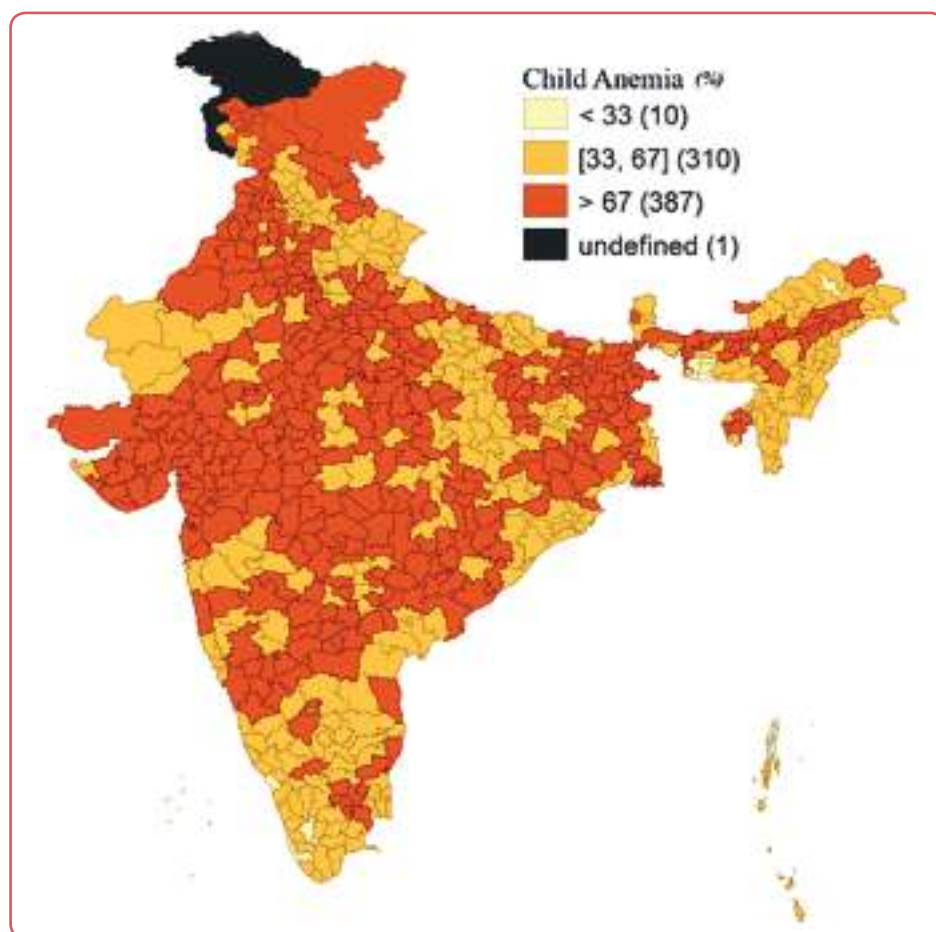 Child Anemia (%)
< 33 (10)
[33, 67] (310)
> 67 (387)
undefined (1)